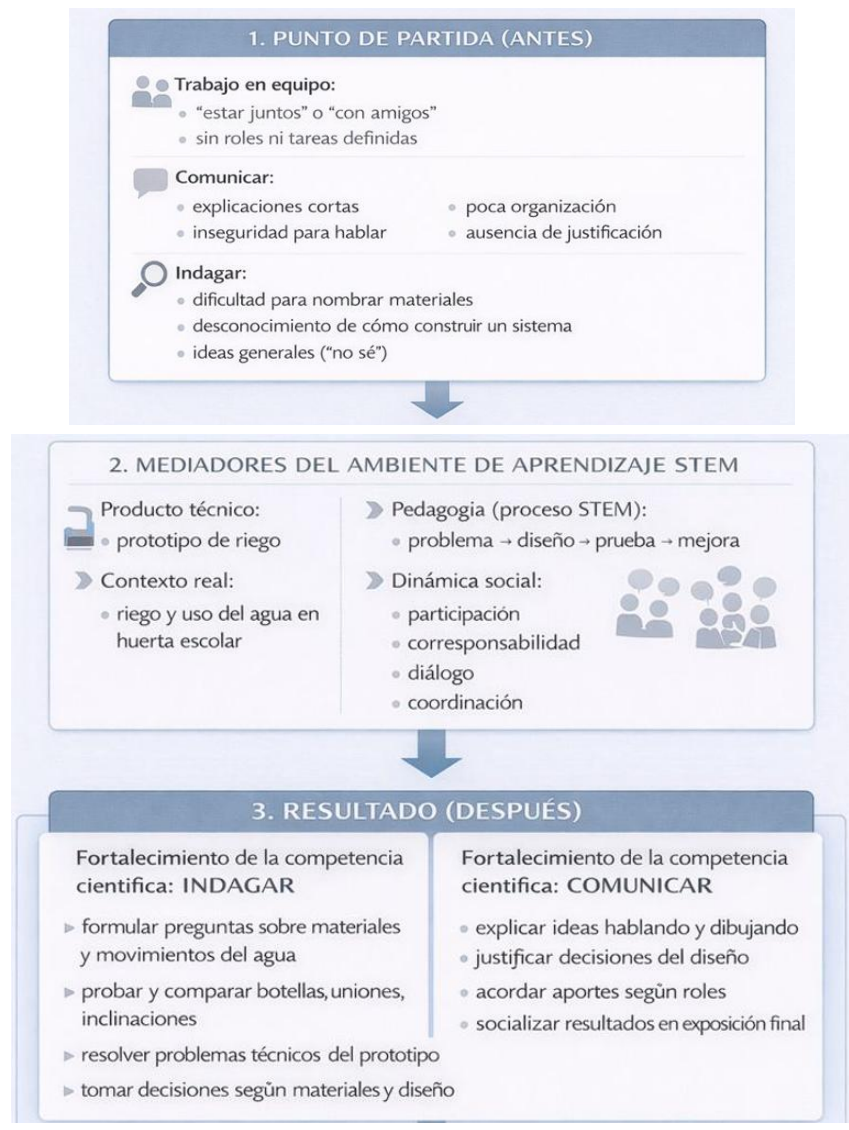 1. PUNTO DE PARTIDA (ANTES)
Trabajo en equipo:
• “estar juntos” o “con amigos”
• sin roles ni tareas definidas
Comunicar:
• explicaciones cortas
• inseguridad para hablar
• poca organización
• ausencia de justificación
Indagar:
• dificultad para nombrar materiales
• desconocimiento de cómo construir un sistema
• ideas generales (“no sé”)
2. MEDIADORES DEL AMBIENTE DE APRENDIZAJE STEM
Producto técnico:
• prototipo de riego
Contexto real:
• riego y uso del agua en
huerta escolar
Pedagogia (proceso STEM):
• problema → diseño → prueba → mejora
Dinámica social:
• participación
• corresponsabilidad
• diálogo
• coordinación
3. RESULTADO (DESPUÉS)
Fortalecimiento de la competencia
cientifica: INDAGAR
▸ formular preguntas sobre materiales
y movimientos del agua
▸ probar y comparar botellas, uniones,
inclinaciones
▸ resolver problemas técnicos del prototipo
▸ tomar decisiones segŭn materiales y diseño
Fortalecimiento de la competencia
cientifica: COMUNICAR
• explicar ideas hablando y dibujando
• justificar decisiones del diseño
• acordar aportes segŭn roles
• socializar resultados en exposición final